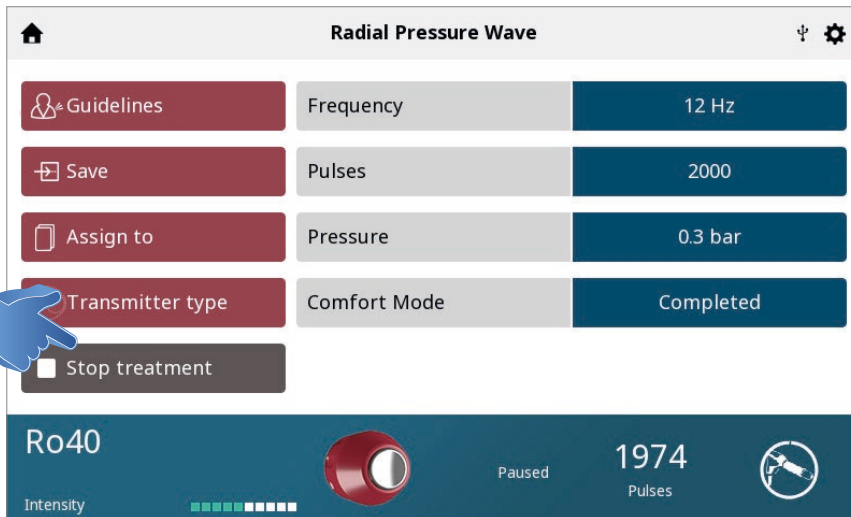 Radial Pressure Wave
Guidelines
Frequency
12 Hz
Save
Pulses
2000
Assign to
Pressure
0.3 bar
Transmitter type
Comfort Mode
Completed
Stop treatment
Ro40
Paused
1974
Pulses
Intensity